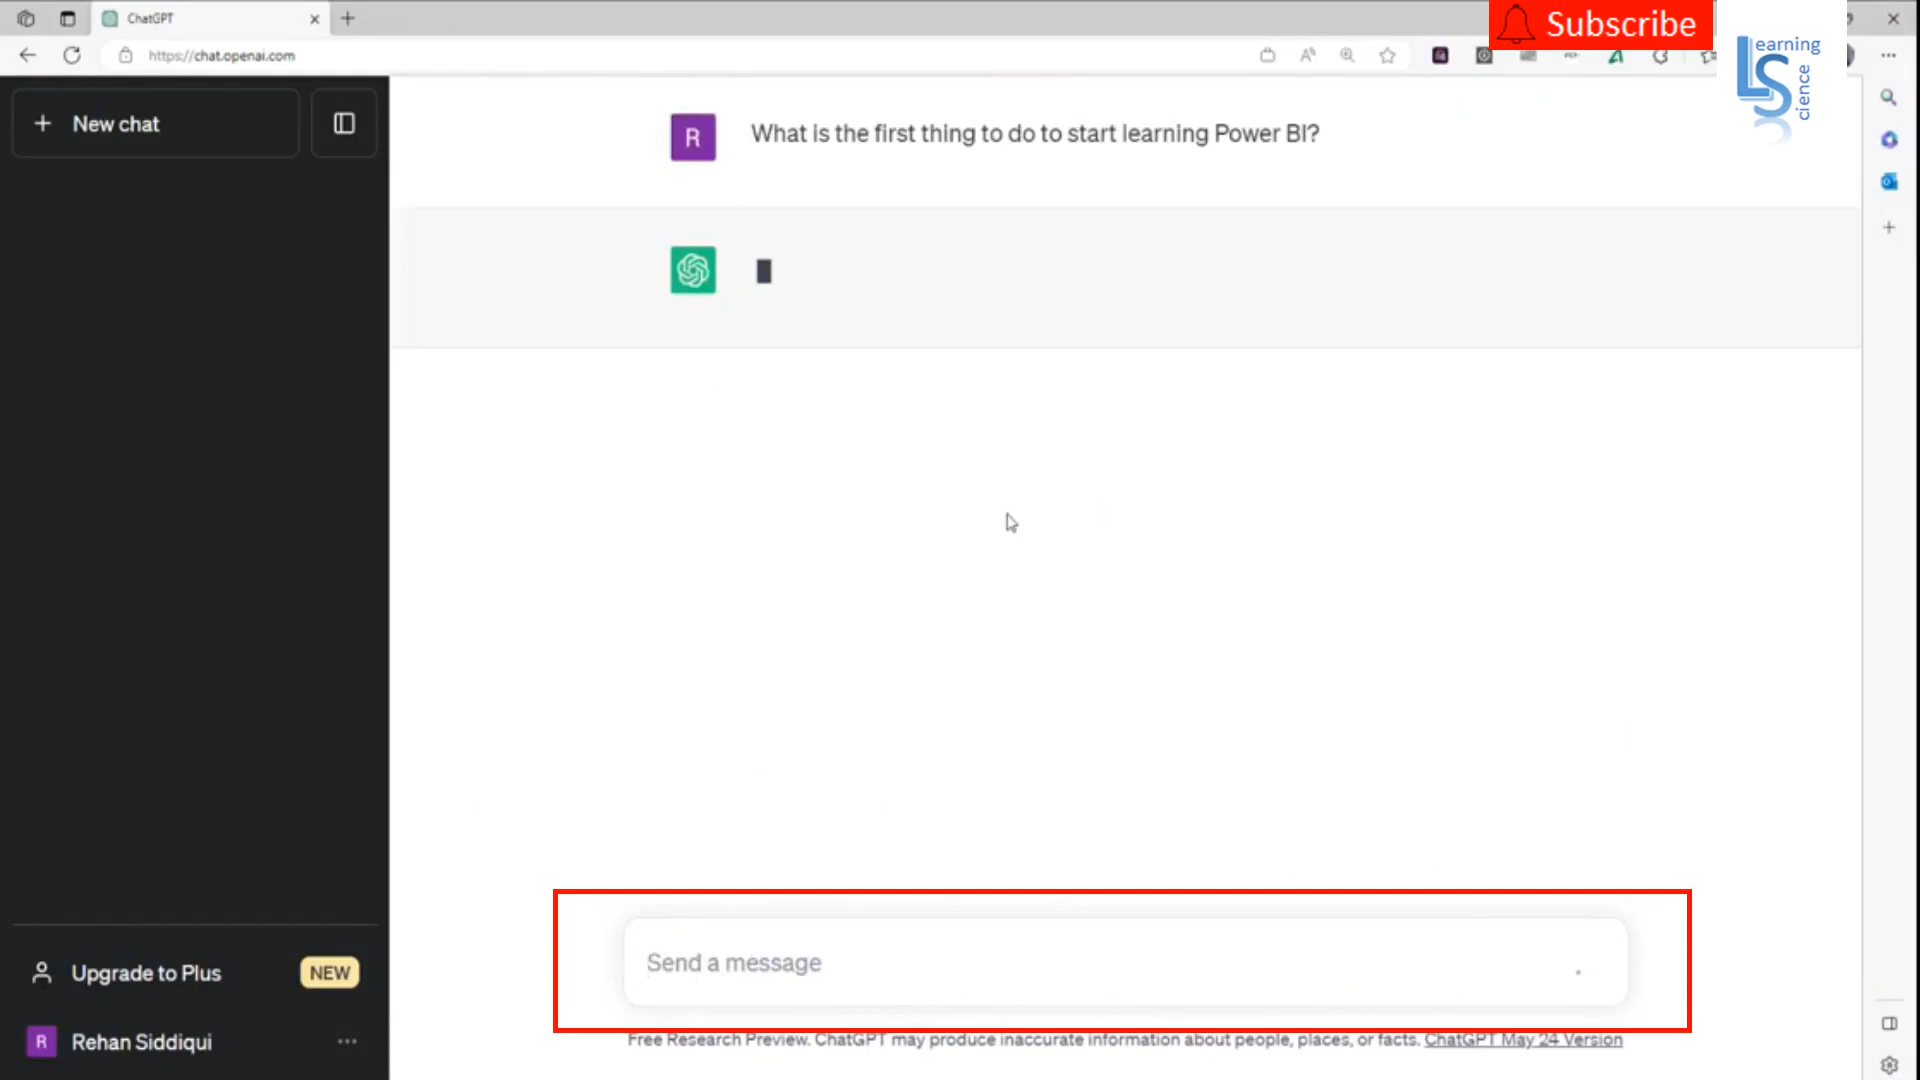 ChatGPT
Subscribe
Learning
Science
https://chat.openai.com
New chat
R
What is the first thing to do to start learning Power BI?
Send a message
Upgrade to Plus
NEW
R
Rehan Siddiqui
Free Research Preview. ChatGPT may produce inaccurate information about people, places, or facts. ChatGPT May 24 Version